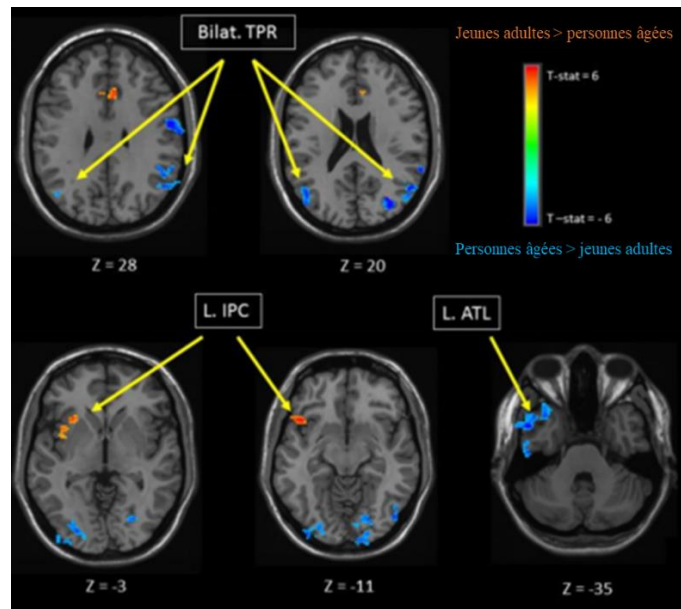 Bilat. TPR
Jeunes adultes > personnes âgées
T-stat = 6
T –stat = - 6
Personnes âgées > jeunes adultes
Z = 28
Z = 20
L. IPC
L. ATL
Z = -3
Z = -11
Z = -35